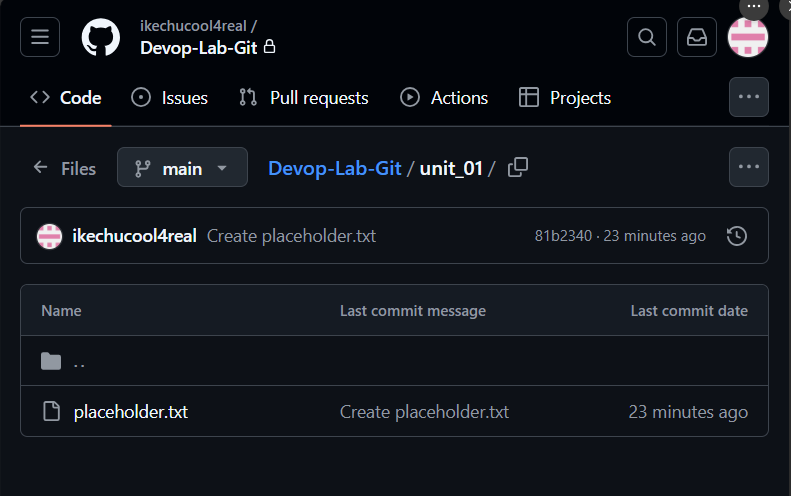 ikechucool4real /
Devop-Lab-Git
Code Issues Pull requests Actions Projects
Files main Devop-Lab-Git / unit_01 /
ikechucool4real Create placeholder.txt 81b2340 · 23 minutes ago
Name Last commit message Last commit date
..
placeholder.txt Create placeholder.txt 23 minutes ago